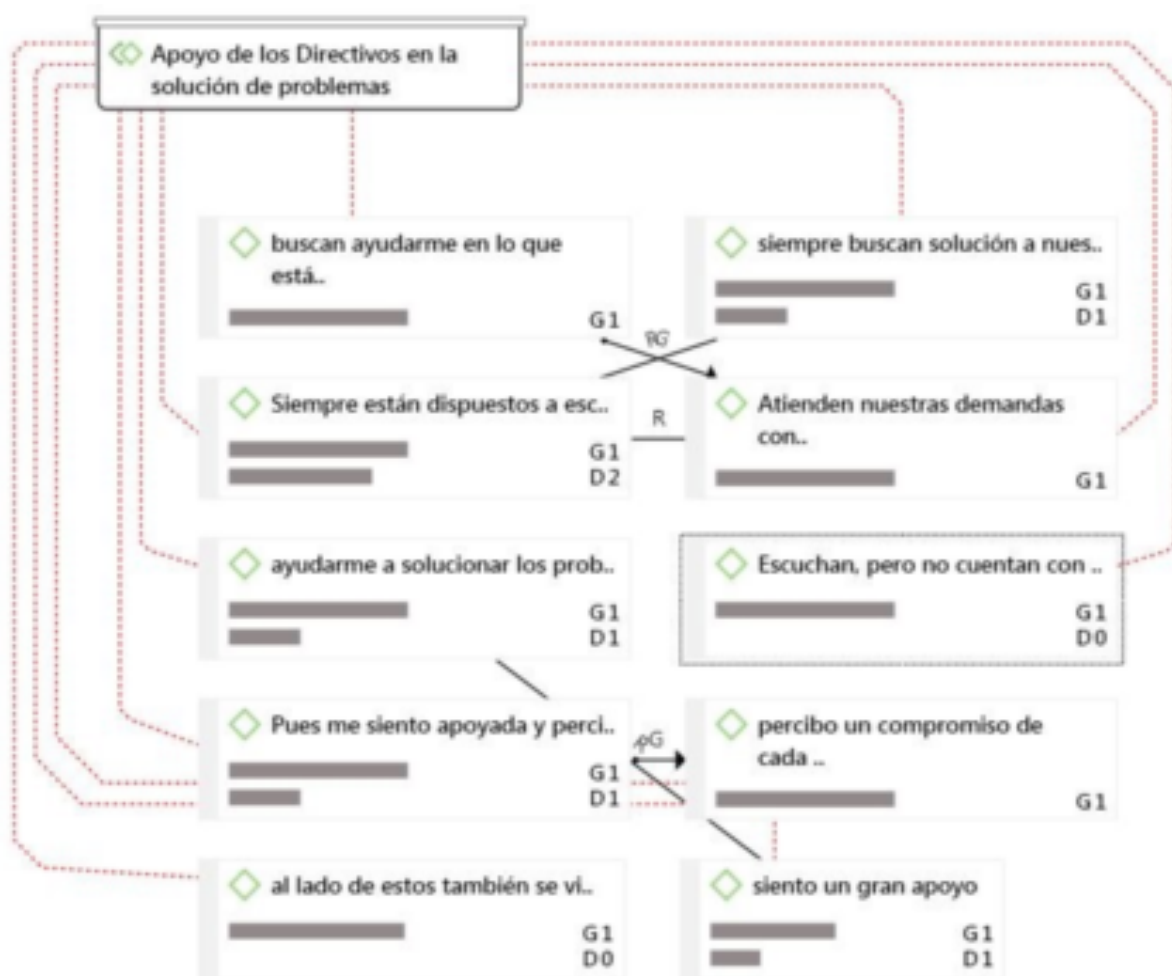 Apoyo de los Directivos en la
solución de problemas
buscan ayudarme en lo que
está..
G1
siempre buscan solución a nues..
G1
D1
Siempre están dispuestos a esc..
G1
D2
R
Atienden nuestras demandas
con..
G1
ayudarme a solucionar los prob..
G1
D1
Escuchan, pero no cuentan con ..
G1
D0
Pues me siento apoyada y perci..
G1
D1
percibo un compromiso de
cada ..
G1
al lado de estos también se vi..
G1
D0
siento un gran apoyo
G1
D1